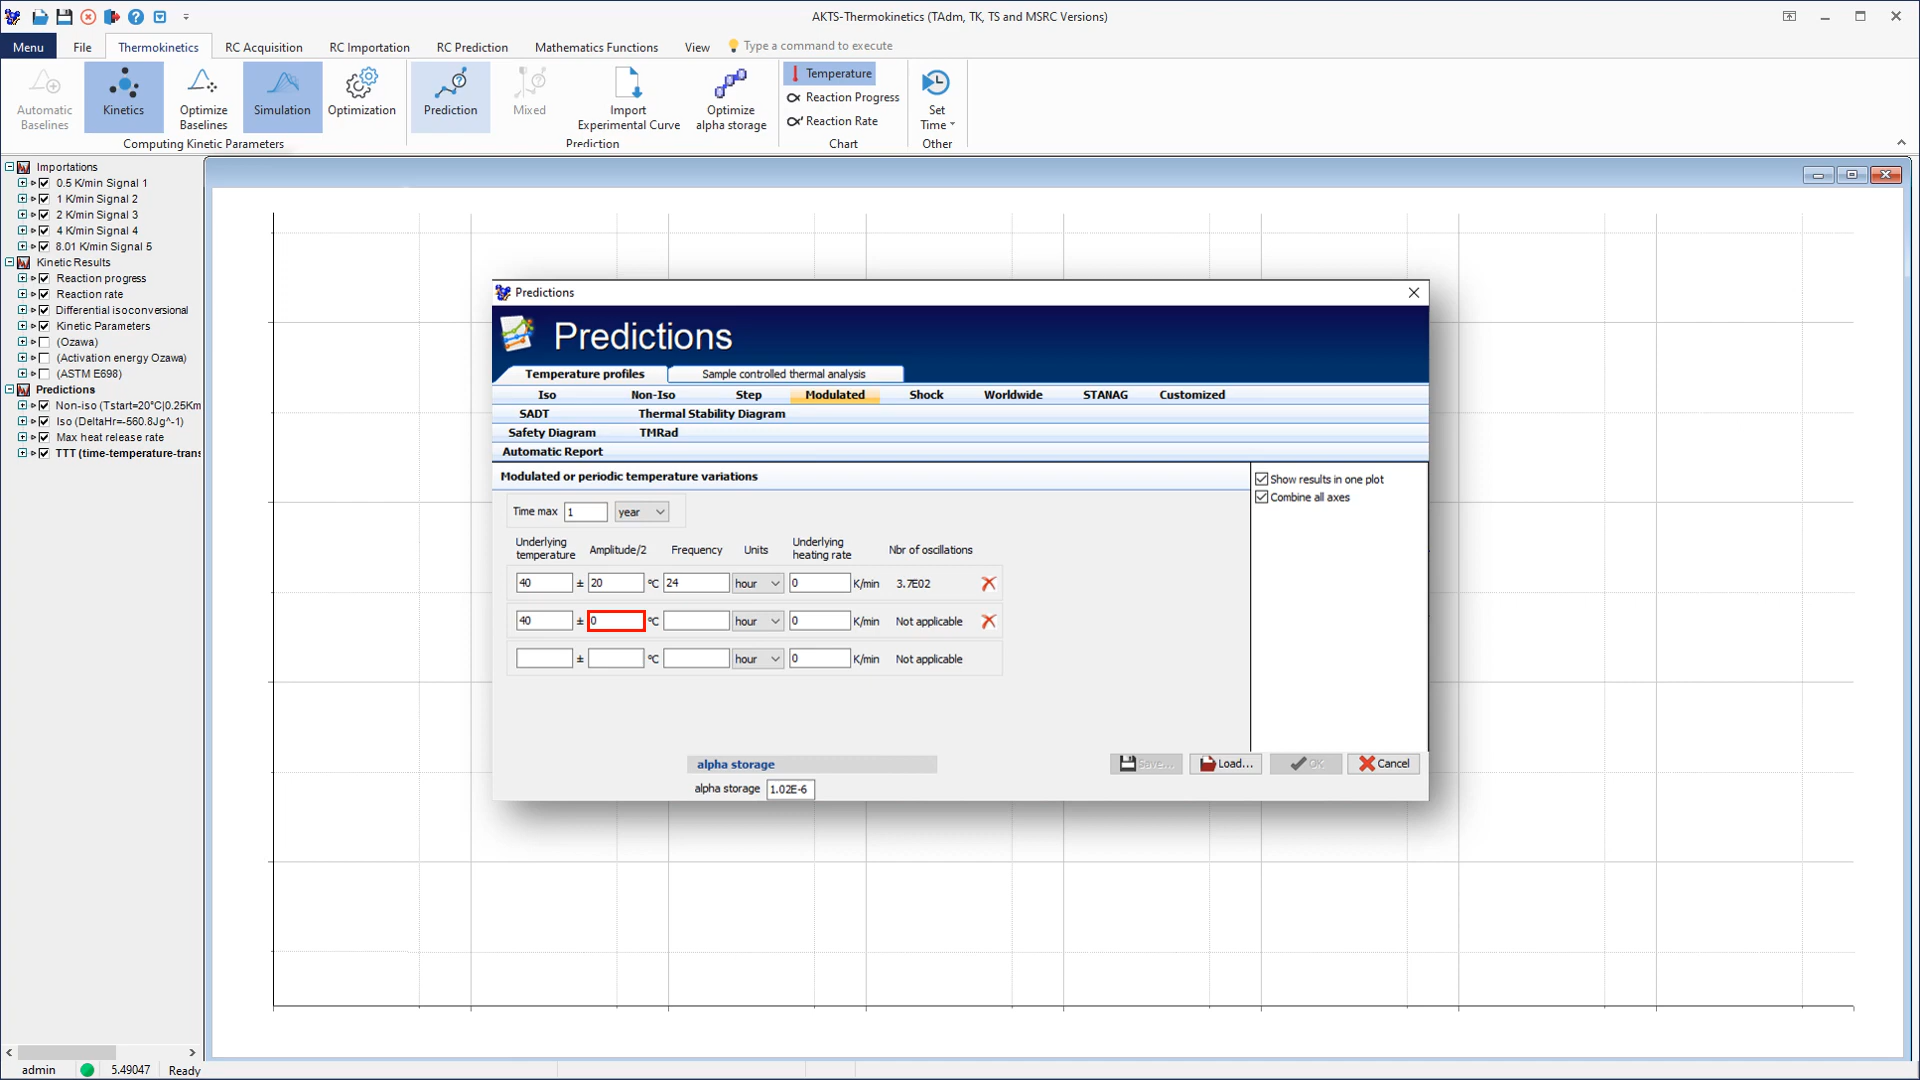 AKTS-Thermokinetics (TAdm, TK, TS and MSRC Versions)
Menu File Thermokinetics RC Acquisition RC Importation RC Prediction Mathematics Functions View Type a command to execute
Automatic Baselines
Kinetics
Optimize Baselines
Simulation
Optimization
Prediction
Mixed
Import Experimental Curve
Optimize alpha storage
Temperature
Reaction Progress
Reaction Rate
Set Time
Computing Kinetic Parameters Prediction Chart Other
Importations
0.5 K/min Signal 1
1 K/min Signal 2
2 K/min Signal 3
4 K/min Signal 4
8.01 K/min Signal 5
Kinetic Results
Reaction progress
Reaction rate
Differential isoconversional
Kinetic Parameters
(Ozawa)
(Activation energy Ozawa)
(ASTM E698)
Predictions
Non-iso (Tstart=20°C|0.25Km
Iso (DeltaHr=-560.8Jg^-1)
Max heat release rate
TTT (time-temperature-trans
Predictions
Predictions
Temperature profiles Sample controlled thermal analysis
Iso Non-Iso Step Modulated Shock Worldwide STANAG Customized
SADT Thermal Stability Diagram
Safety Diagram TMRad
Automatic Report
Modulated or periodic temperature variations
Show results in one plot
Combine all axes
Time max 1 year
Underlying temperature Amplitude/2 Frequency Units Underlying heating rate Nbr of oscillations
40 ± 20 °C 24 hour 0 K/min 3.7E02
40 ± 0 °C hour 0 K/min Not applicable
± °C hour 0 K/min Not applicable
alpha storage
Save... Load... OK Cancel
alpha storage 1.02E-6
admin 5.49047 Ready